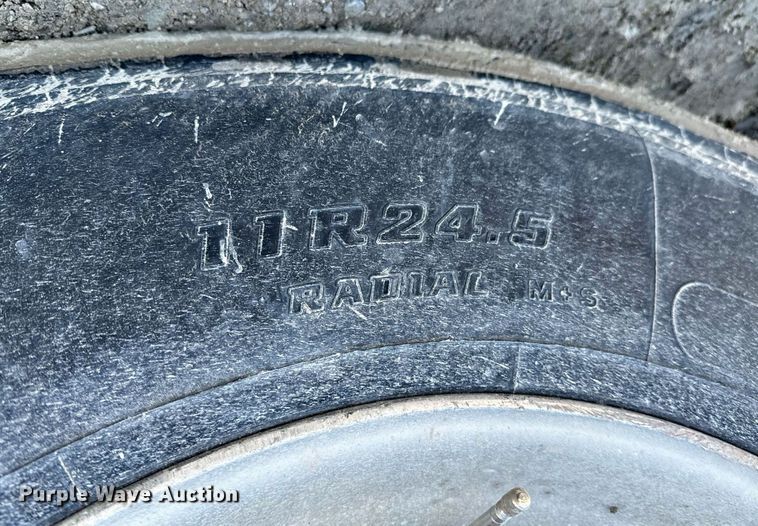 11R24.5
RADIAL M+S
Purple Wave Auction